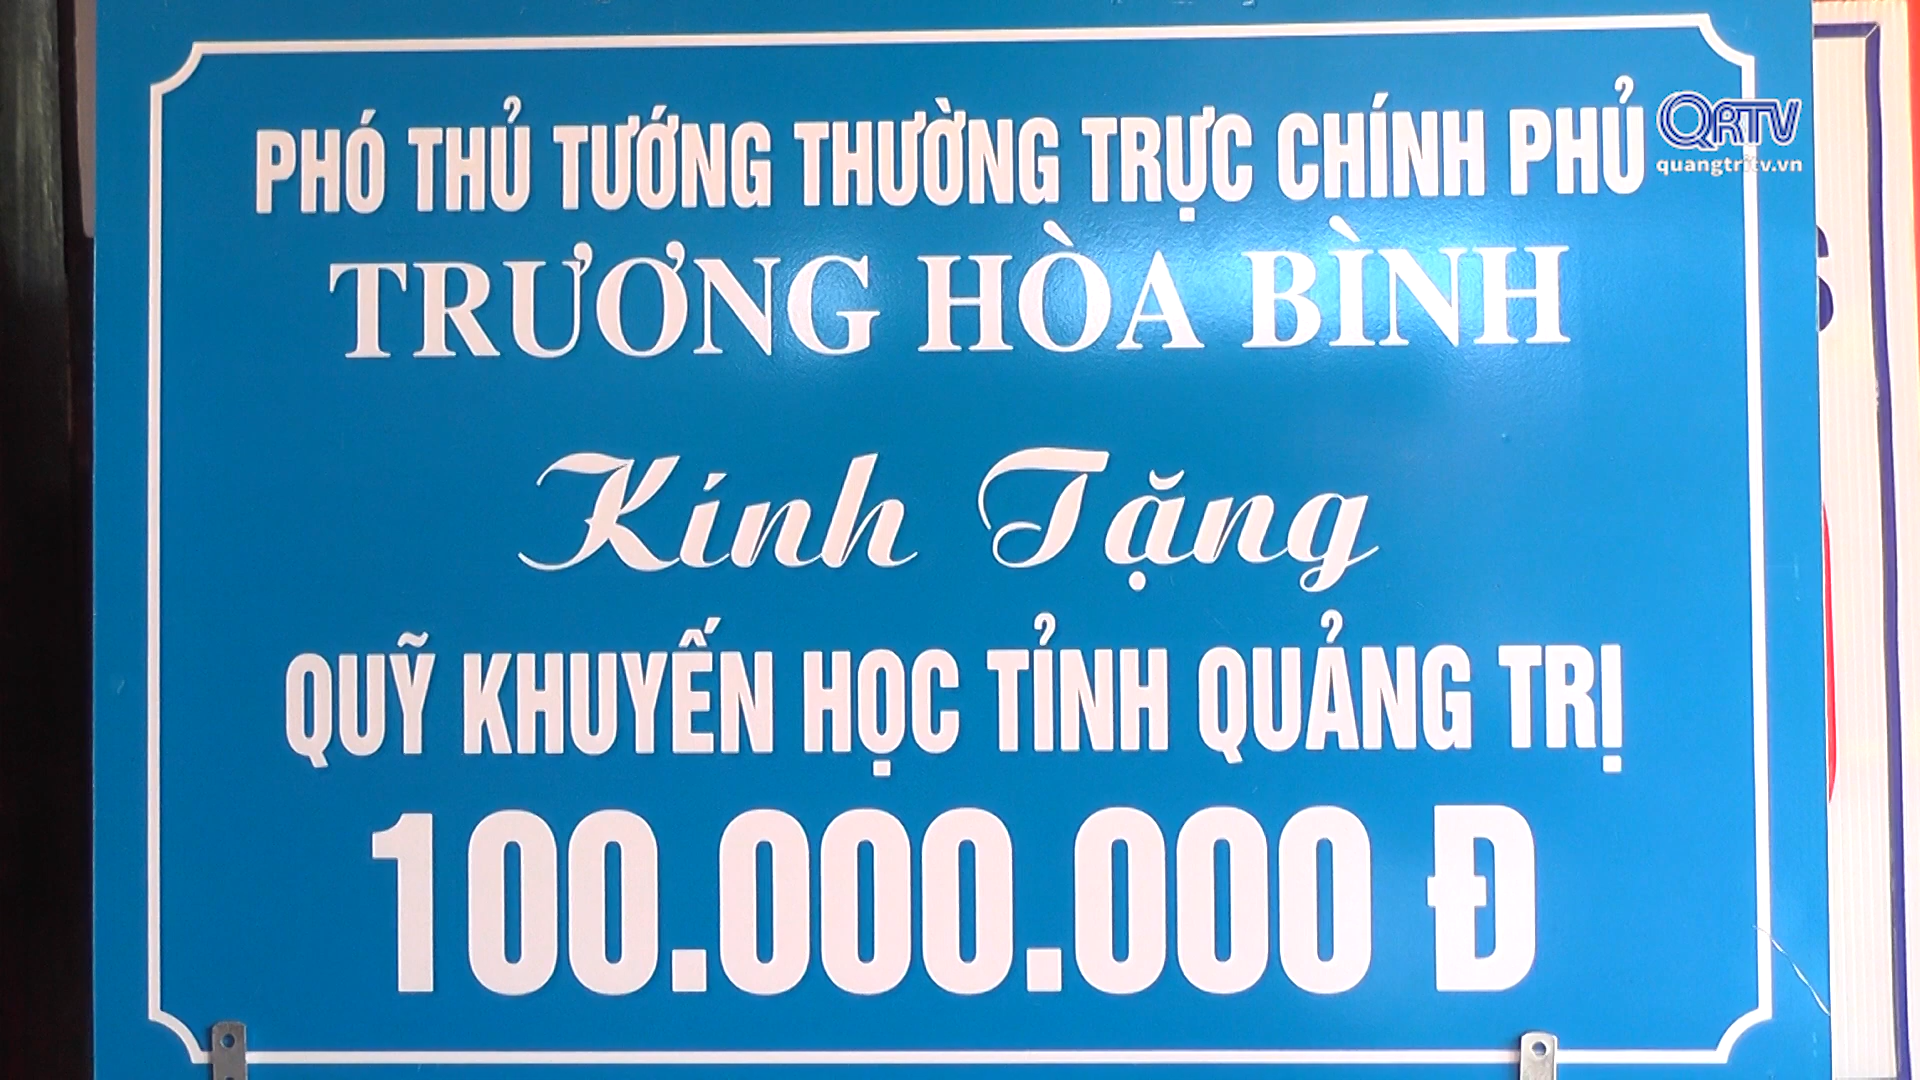 PHÓ THỦ TƯỚNG THƯỜNG TRỰC CHÍNH PHỦ
TRƯƠNG HÒA BÌNH
Kính Tặng
QUỸ KHUYẾN HỌC TỈNH QUẢNG TRỊ
100.000.000 Đ
QRTV
quangtritv.vn